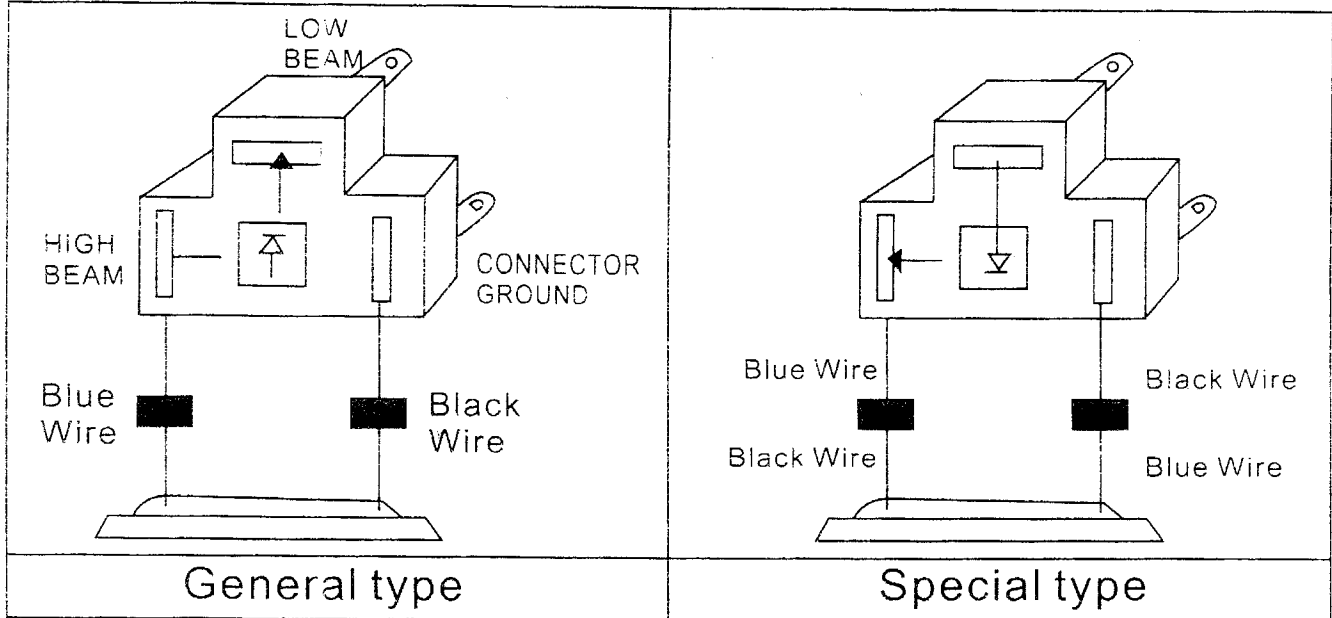 LOW
BEAM
HIGH
BEAM
CONNECTOR
GROUND
Blue
Wire
Black
Wire
General type
Blue Wire
Black Wire
Black Wire
Blue Wire
Special type